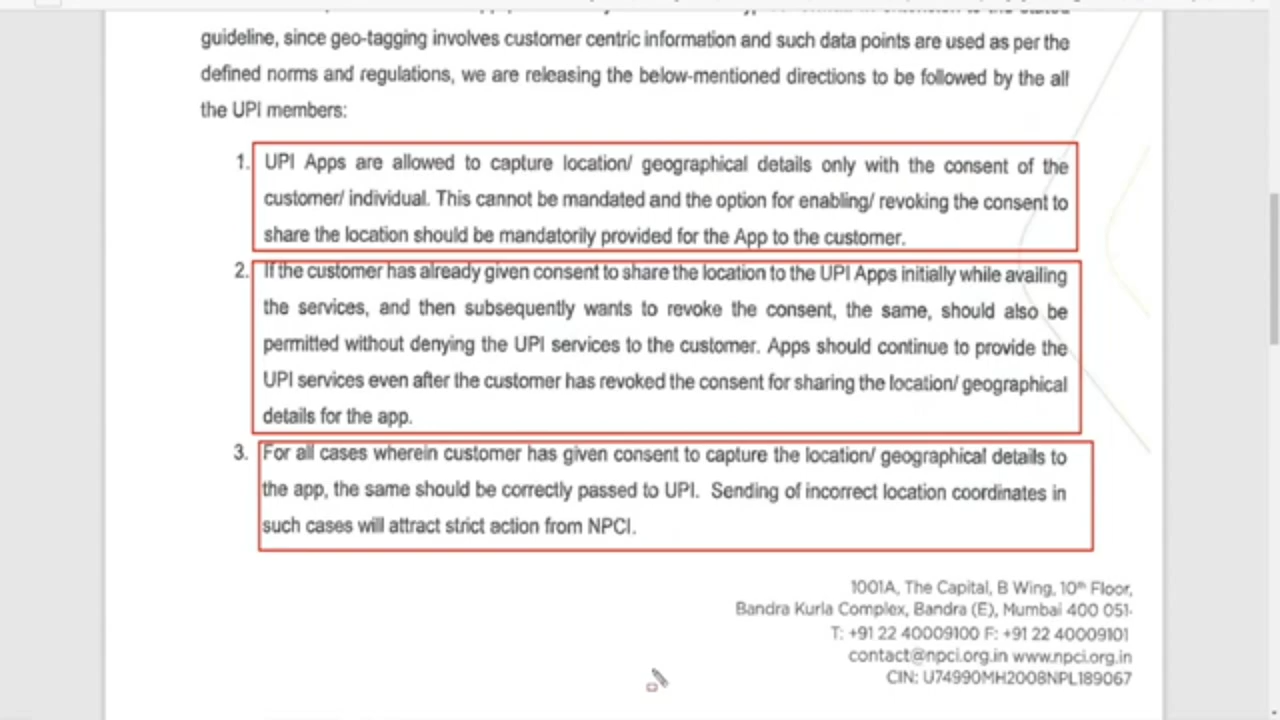 guideline, since geo-tagging involves customer centric information and such data points are used as per the
defined norms and regulations, we are releasing the below-mentioned directions to be followed by the all
the UPI members:
1. UPI Apps are allowed to capture location/ geographical details only with the consent of the
customer/ individual. This cannot be mandated and the option for enabling/ revoking the consent to
share the location should be mandatorily provided for the App to the customer.
2. If the customer has already given consent to share the location to the UPI Apps initially while availing
the services, and then subsequently wants to revoke the consent, the same, should also be
permitted without denying the UPI services to the customer. Apps should continue to provide the
UPI services even after the customer has revoked the consent for sharing the location/ geographical
details for the app.
3. For all cases wherein customer has given consent to capture the location/ geographical details to
the app, the same should be correctly passed to UPI. Sending of incorrect location coordinates in
such cases will attract strict action from NPCI.
1001A, The Capital, B Wing, 10th Floor,
Bandra Kurla Complex, Bandra (E), Mumbai 400 051.
T: +91 22 40009100 F: +91 22 40009101
contact@npci.org.in www.npci.org.in
CIN: U74990MH2008NPL189067